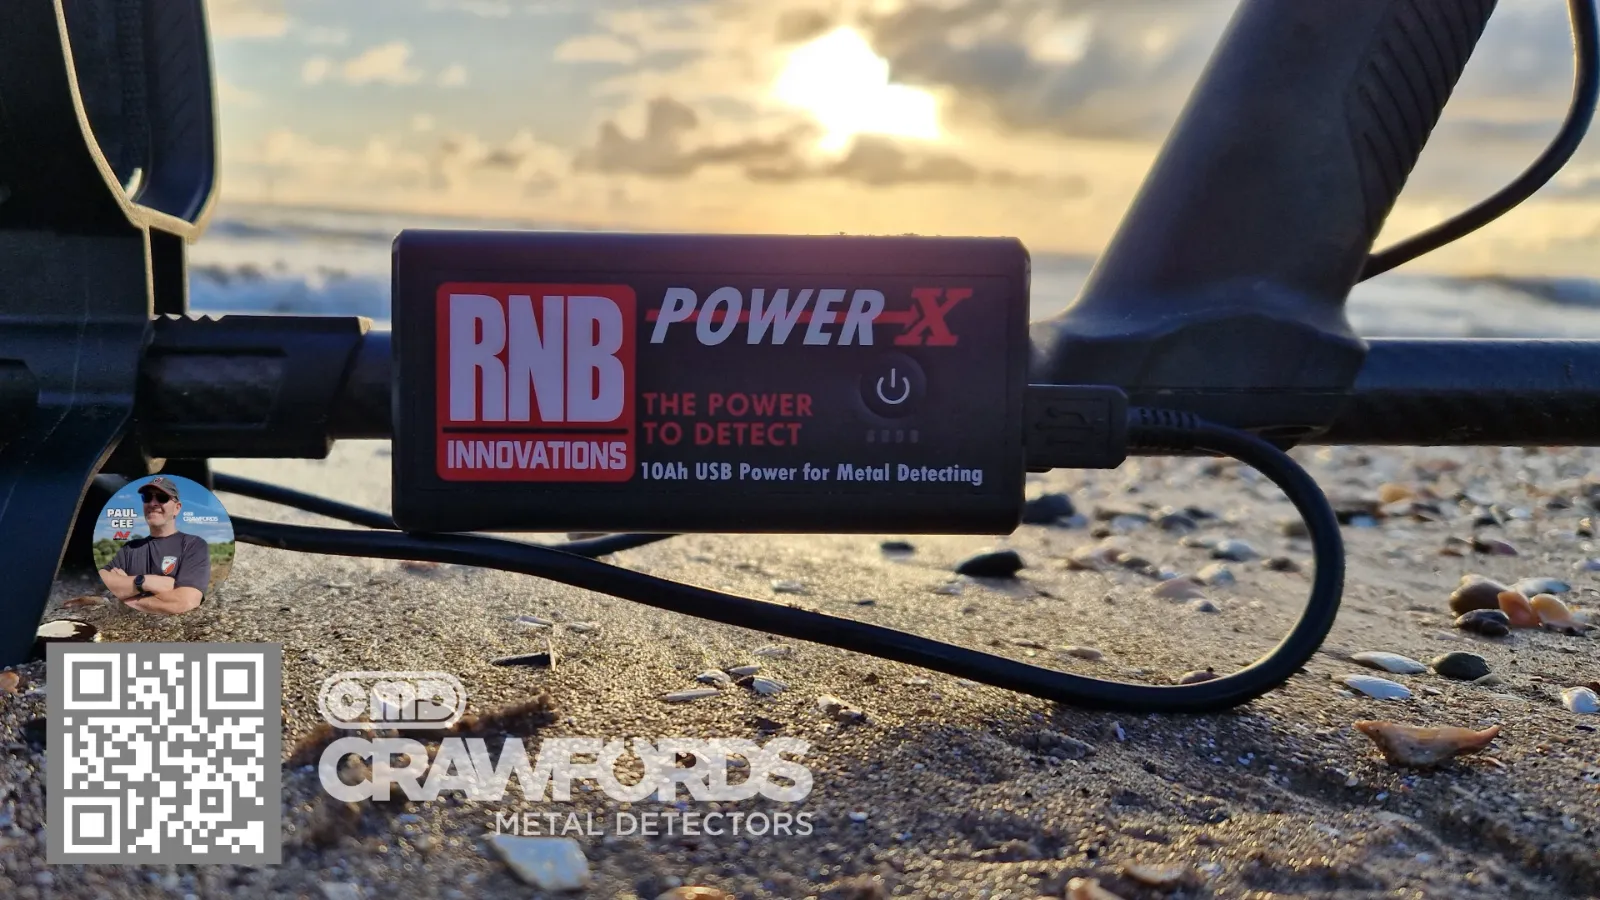 RNB
INNOVATIONS
POWER-X
THE POWER
TO DETECT
10Ah USB Power for Metal Detecting
PAUL
CEE
CRAWFORDS
CMD
CRAWFORDS
METAL DETECTORS